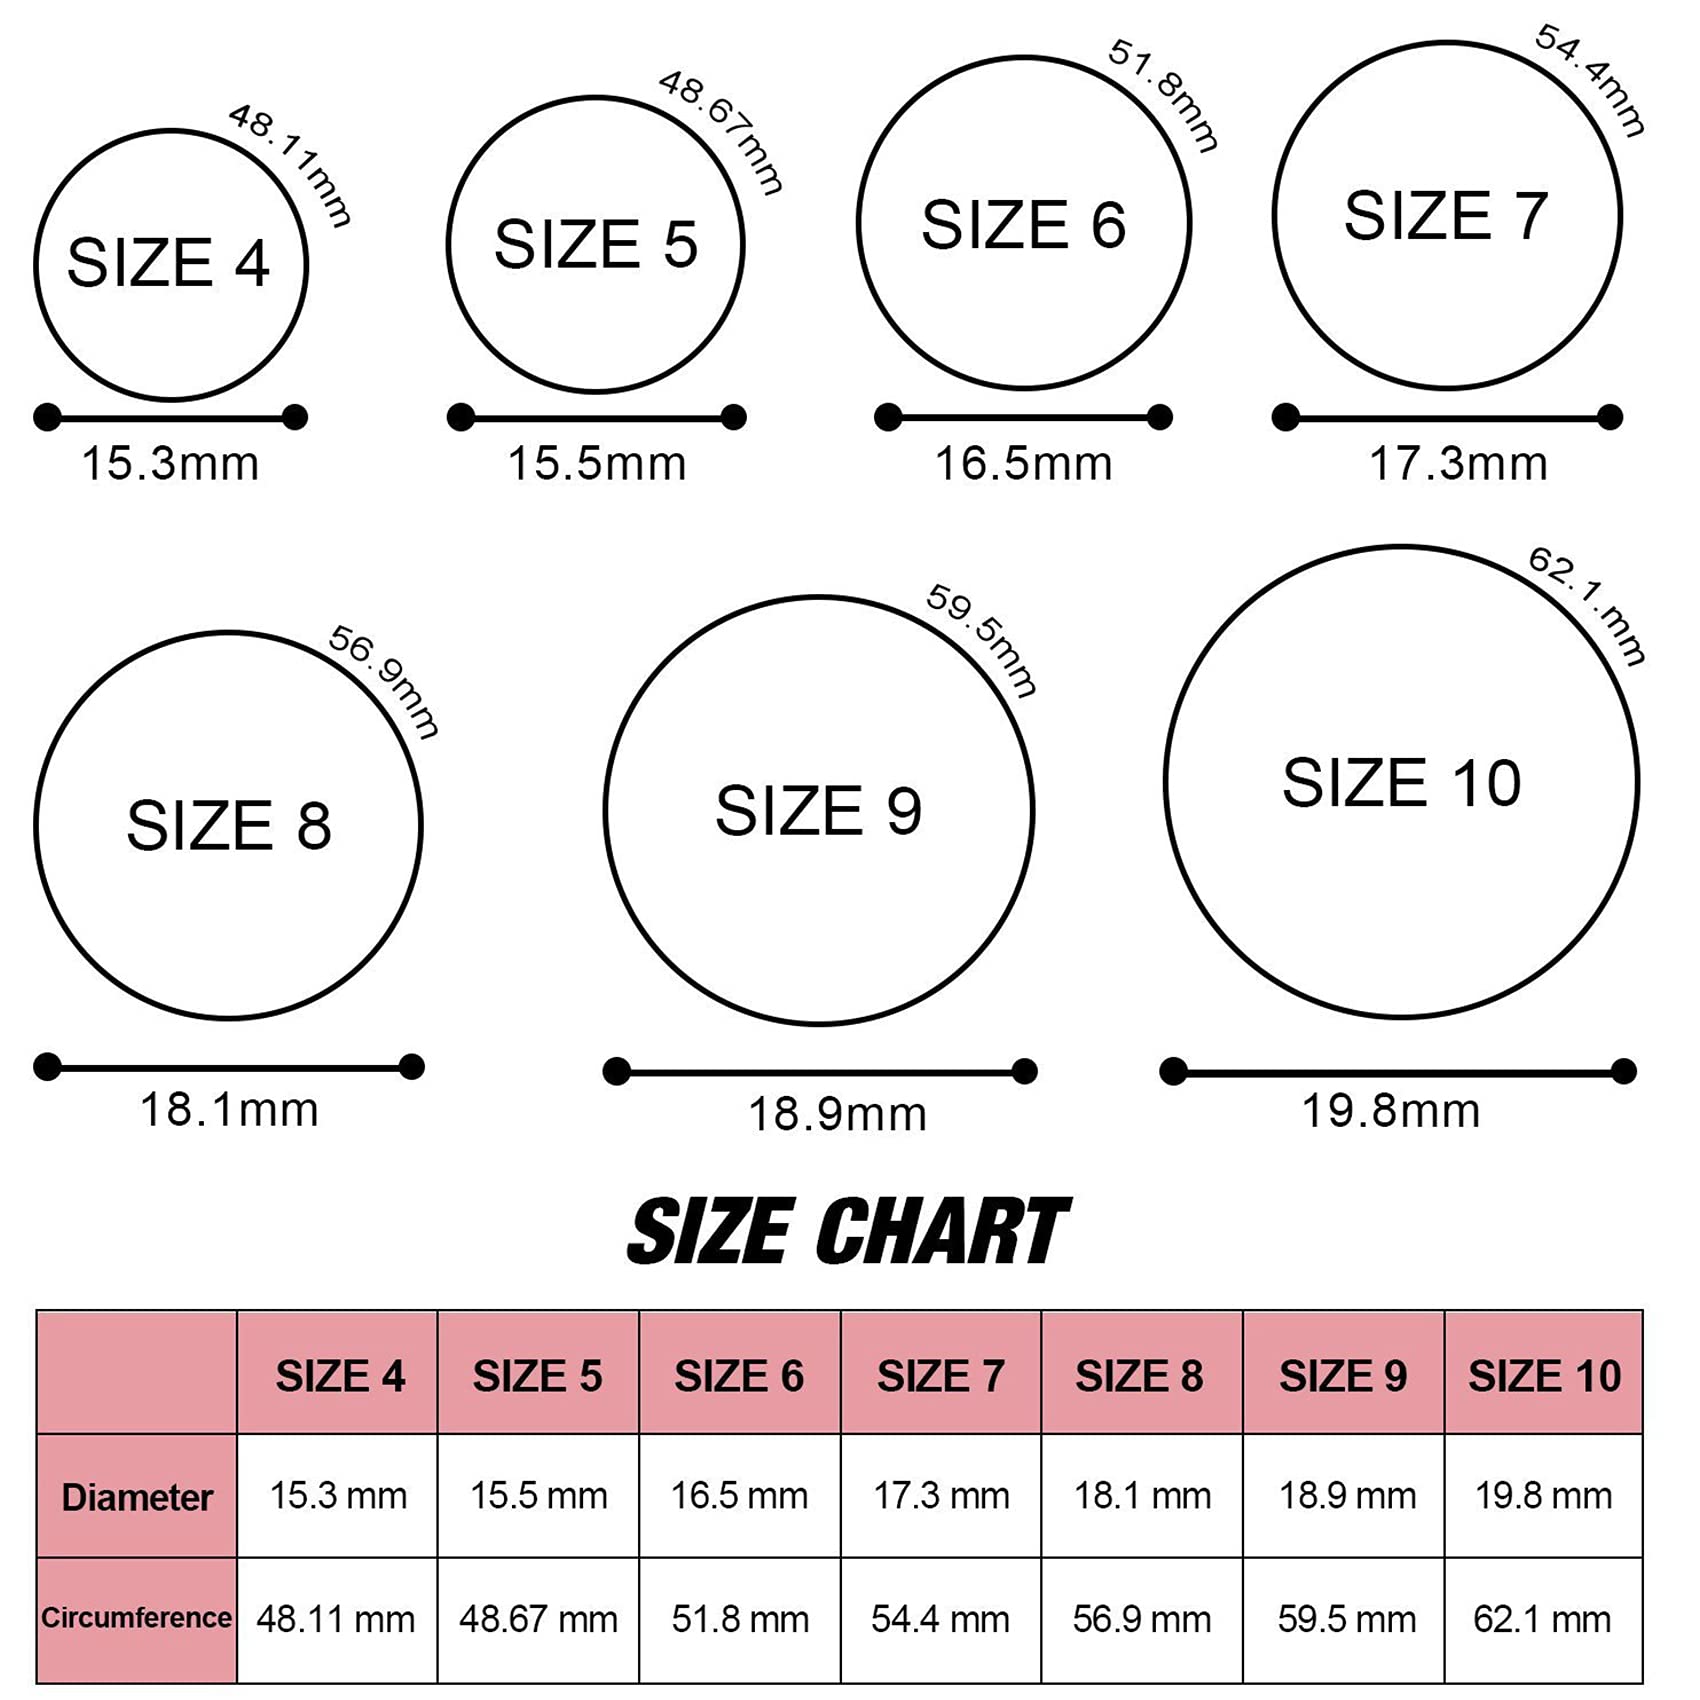 48.11mm
48.67mm
51.8mm
54.4mm
SIZE 4
SIZE 5
SIZE 6
SIZE 7
15.3mm
15.5mm
16.5mm
17.3mm
56.9mm
59.5mm
62.1.mm
SIZE 8
SIZE 9
SIZE 10
18.1mm
18.9mm
19.8mm
SIZE CHART
SIZE 4 SIZE 5 SIZE 6 SIZE 7 SIZE 8 SIZE 9 SIZE 10
Diameter 15.3 mm 15.5 mm 16.5 mm 17.3 mm 18.1 mm 18.9 mm 19.8 mm
Circumference 48.11 mm 48.67 mm 51.8 mm 54.4 mm 56.9 mm 59.5 mm 62.1 mm